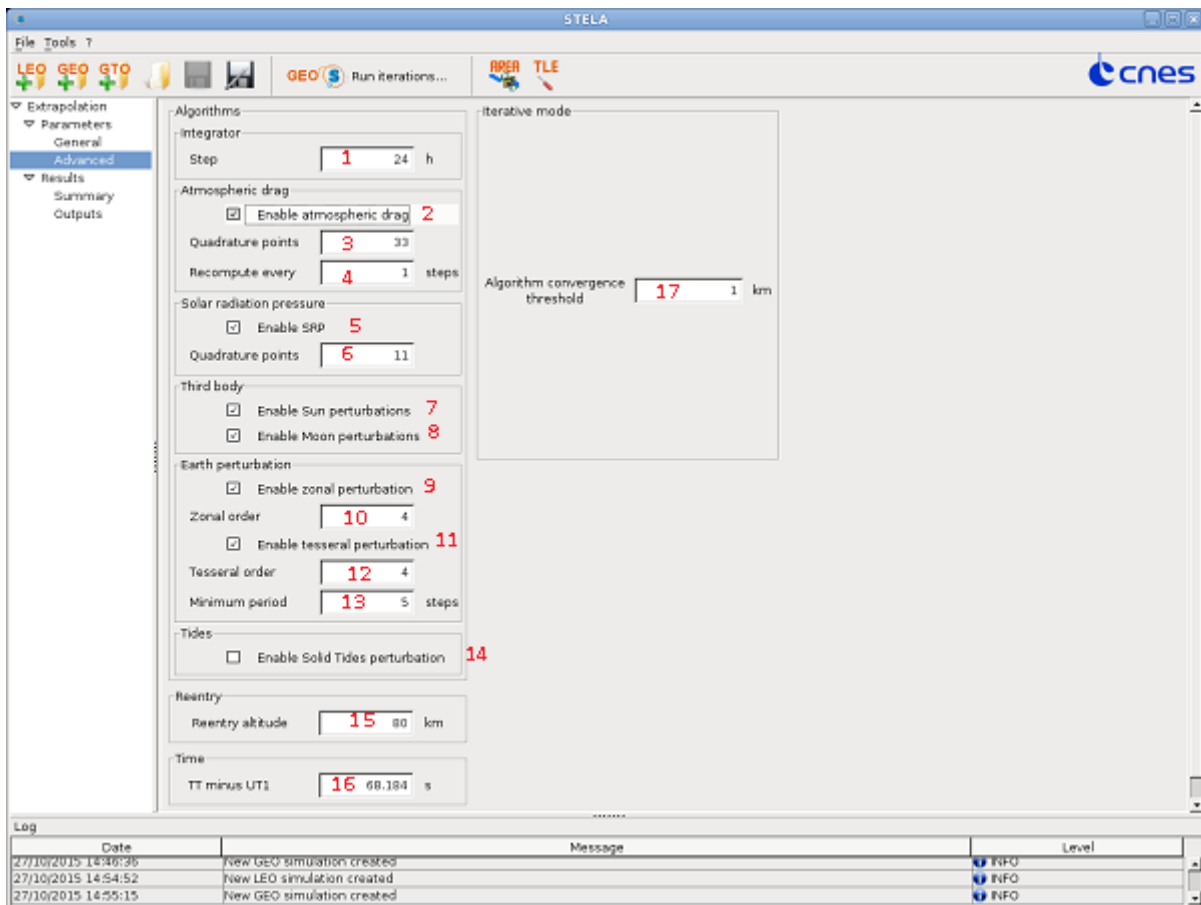 STELA
File Tools ?
LEO GEO GTO GEO S Run iterations... AREA TLE cnes
Extrapolation
Parameters
General
Advanced
Results
Summary
Outputs
Algorithms
Integrator
Step 1 24 h
Atmospheric drag
Enable atmospheric drag 2
Quadrature points 3 33
Recompute every 4 1 steps
Solar radiation pressure
Enable SRP 5
Quadrature points 6 11
Third body
Enable Sun perturbations 7
Enable Moon perturbations 8
Earth perturbation
Enable zonal perturbation 9
Zonal order 10 4
Enable tesseral perturbation 11
Tesseral order 12 4
Minimum period 13 5 steps
Tides
Enable Solid Tides perturbation 14
Reentry
Reentry altitude 15 80 km
Time
TT minus UT1 16 68.184 s
Iterative mode
Algorithm convergence
threshold 17 1 km
Log
Date Message Level
27/10/2015 14:46:36 New GEO simulation created INFO
27/10/2015 14:54:52 New LEO simulation created INFO
27/10/2015 14:55:15 New GEO simulation created INFO